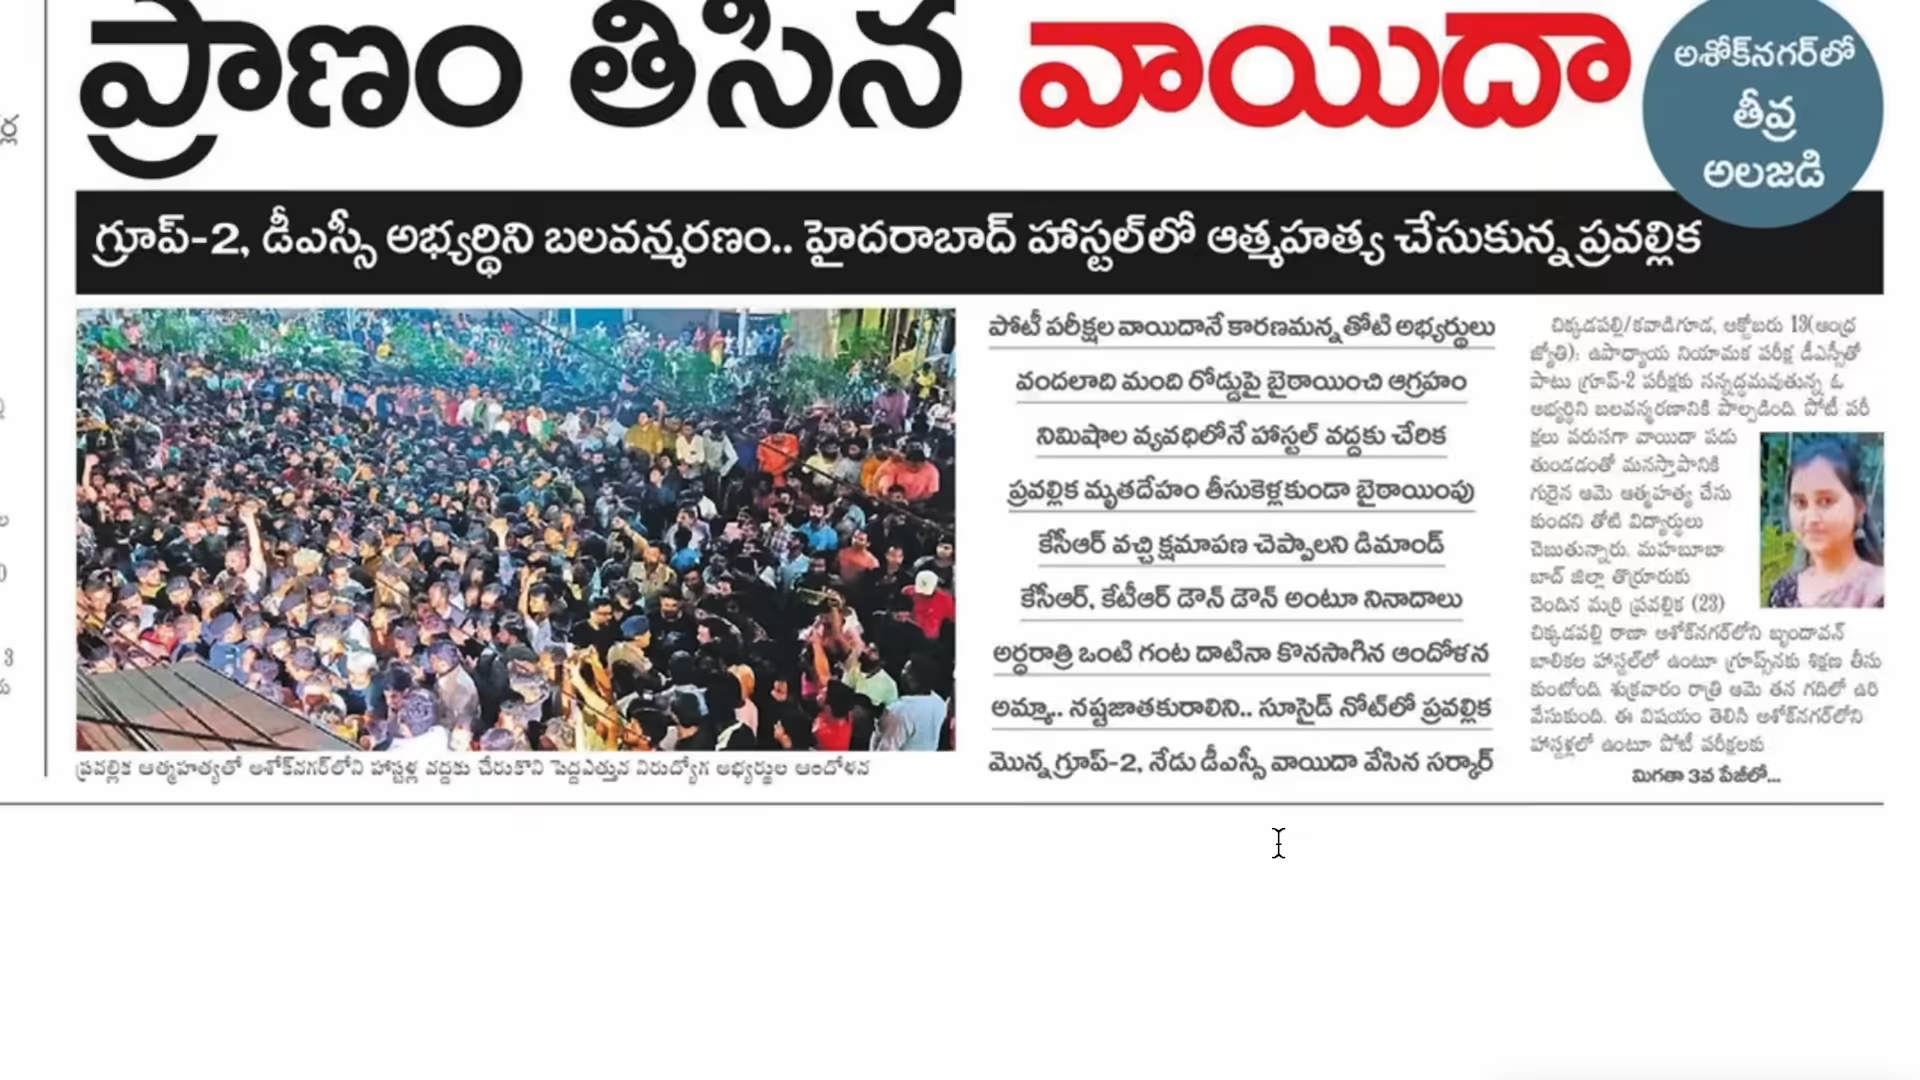 ప్రాణం తీసిన వాయిదా
అశోక్‌నగర్‌లో
తీవ్ర
అలజడి
గ్రూప్-2, డీఎస్సీ అభ్యర్థిని బలవన్మరణం.. హైదరాబాద్ హాస్టల్‌లో ఆత్మహత్య చేసుకున్న ప్రవల్లిక
పోటీ పరీక్షల వాయిదానే కారణమన్న తోటి అభ్యర్థులు
వందలాది మంది రోడ్డుపై బైఠాయించి ఆగ్రహం
నిమిషాల వ్యవధిలోనే హాస్టల్ వద్దకు చేరిక
ప్రవల్లిక మృతదేహం తీసుకెళ్లకుండా బైఠాయింపు
కేసీఆర్ వచ్చి క్షమాపణ చెప్పాలని డిమాండ్
కేసీఆర్, కేటీఆర్ డౌన్ డౌన్ అంటూ నినాదాలు
అర్ధరాత్రి ఒంటి గంట దాటినా కొనసాగిన ఆందోళన
అమ్మా.. నష్టజాతకురాలిని.. సూసైడ్ నోట్‌లో ప్రవల్లిక
మొన్న గ్రూప్-2, నేడు డీఎస్సీ వాయిదా వేసిన సర్కార్
చిక్కడపల్లి/కవాడిగూడ, అక్టోబరు 13(ఆంధ్ర
జ్యోతి): ఉపాధ్యాయ నియామక పరీక్ష డీఎస్సీతో
పాటు గ్రూప్-2 పరీక్షకు సన్నద్ధమవుతున్న ఓ
అభ్యర్థిని బలవన్మరణానికి పాల్పడింది. పోటీ పరీ
క్షలు వరుసగా వాయిదా పడు
తుండడంతో మనస్తాపానికి
గురైన ఆమె ఆత్మహత్య చేసు
కుందని తోటి విద్యార్థులు
చెబుతున్నారు. మహబూబా
బాద్ జిల్లా తొర్రూరుకు
చెందిన మర్రి ప్రవల్లిక (23)
చిక్కడపల్లి ఠాణా అశోక్‌నగర్‌లోని బృందావన్
బాలికల హాస్టల్‌లో ఉంటూ గ్రూప్స్‌నకు శిక్షణ తీసు
కుంటోంది. శుక్రవారం రాత్రి ఆమె తన గదిలో ఉరి
వేసుకుంది. ఈ విషయం తెలిసి అశోక్‌నగర్‌లోని
హాస్టళ్లలో ఉంటూ పోటీ పరీక్షలకు
మిగతా 3వ పేజీలో...
ప్రవల్లిక ఆత్మహత్యతో అశోక్‌నగర్‌లోని హాస్టళ్ల వద్దకు చేరుకొని పెద్దఎత్తున నిరుద్యోగ అభ్యర్థుల ఆందోళన